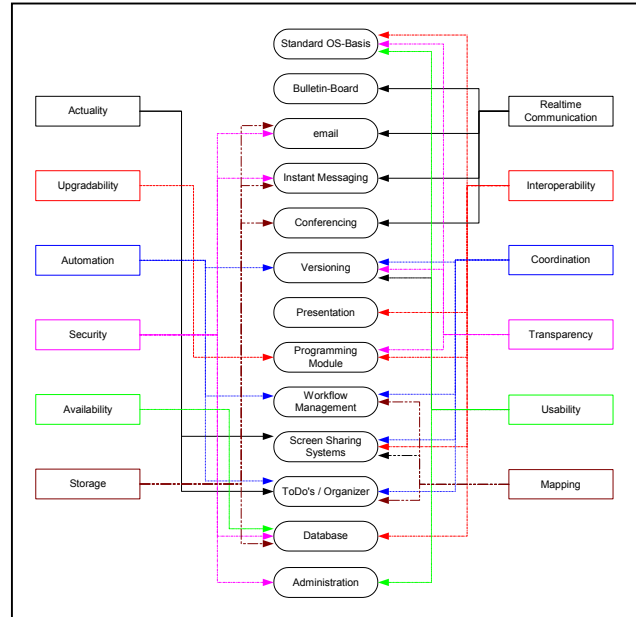 Standard OS-Basis
Bulletin-Board
Actuality
Realtime
Communication
email
Upgradability
Instant Messaging
Interoperability
Conferencing
Automation
Versioning
Coordination
Presentation
Security
Programming
Module
Transparency
Availability
Workflow
Management
Usability
Screen Sharing
Systems
Storage
ToDo's / Organizer
Mapping
Database
Administration